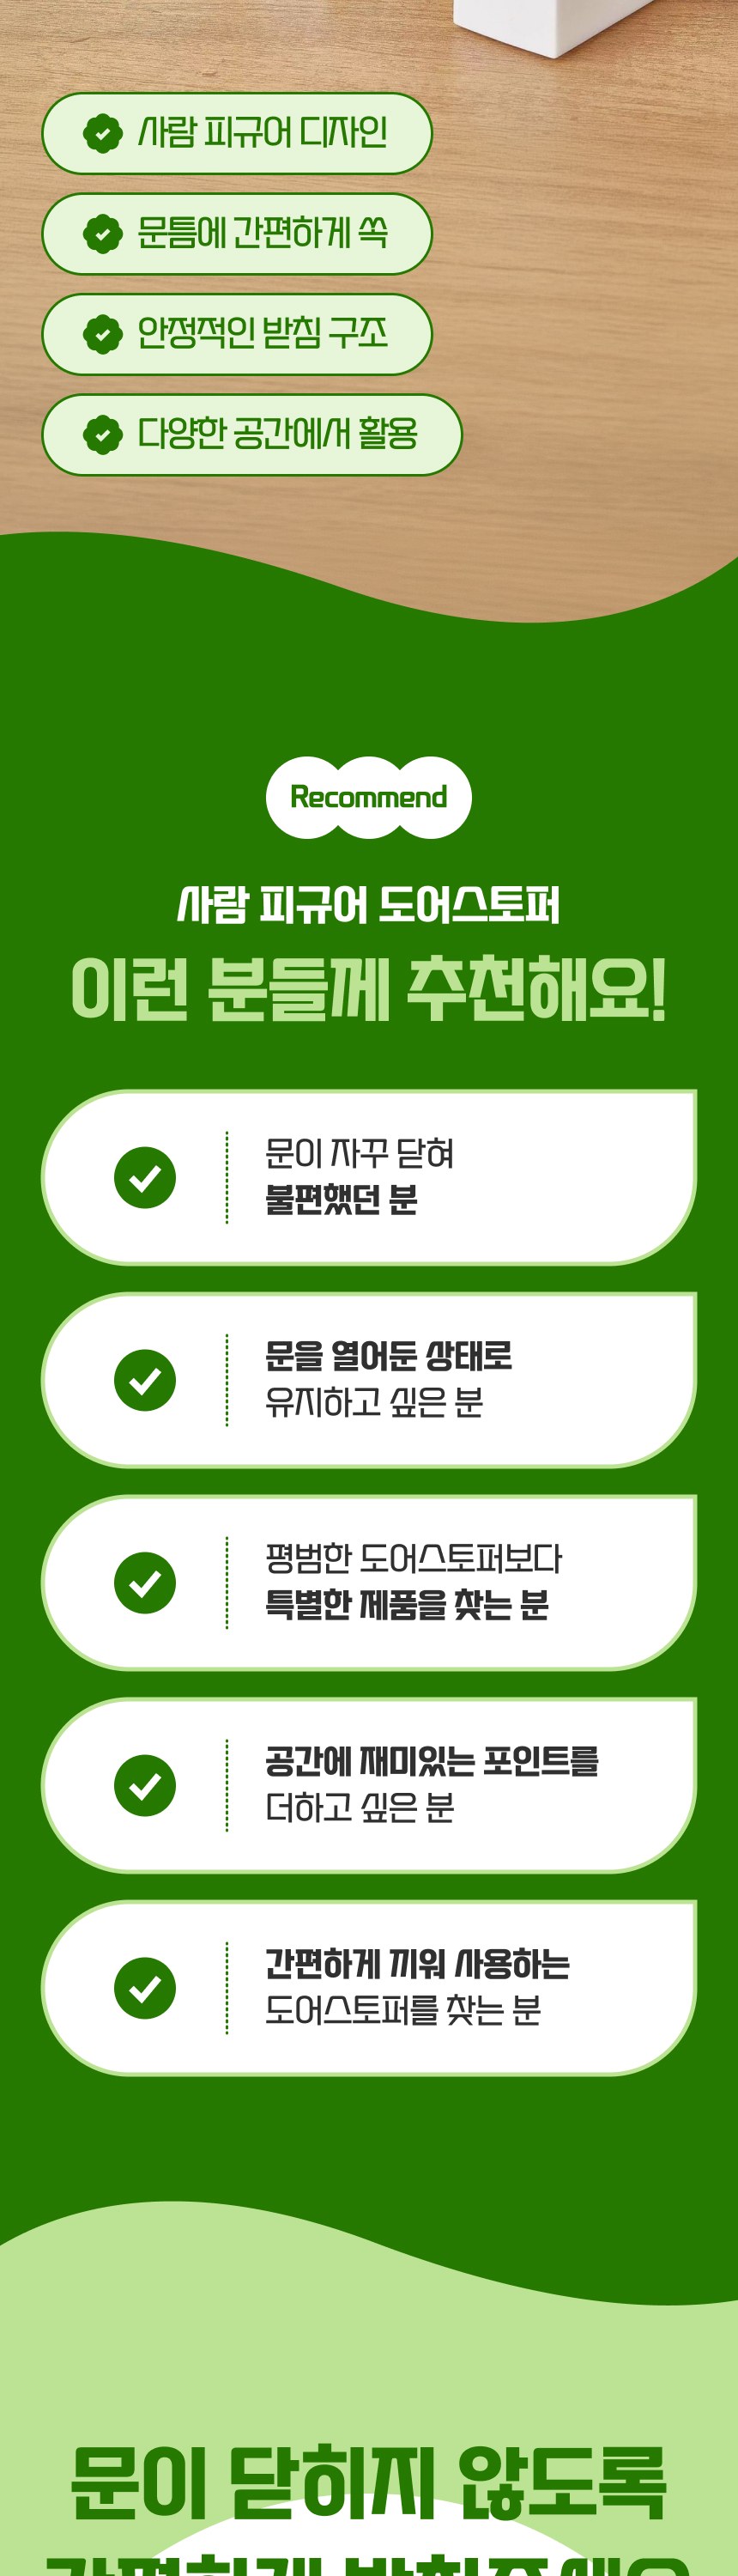 사람 피규어 디자인
문틈에 간편하게 쏙
안정적인 받침 구조
다양한 공간에서 활용
Recommend
사람 피규어 도어스토퍼
이런 분들께 추천해요!
문이 자꾸 닫혀
불편했던 분
문을 열어둔 상태로
유지하고 싶은 분
평범한 도어스토퍼보다
특별한 제품을 찾는 분
공간에 재미있는 포인트를
더하고 싶은 분
간편하게 끼워 사용하는
도어스토퍼를 찾는 분
문이 닫히지 않도록